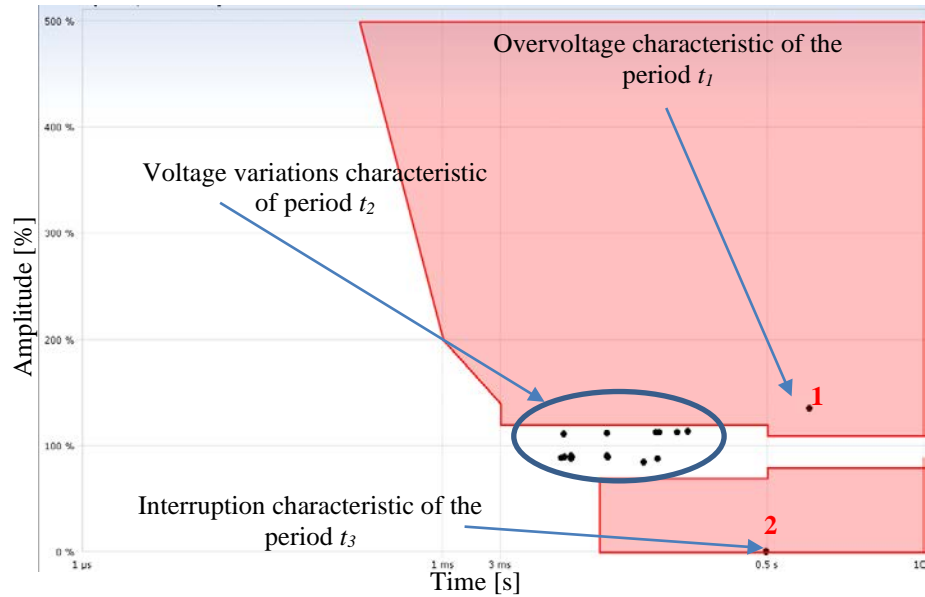 500 %
Overvoltage characteristic of the
period t1
400 %
Voltage variations characteristic
of period t2
300 %
Amplitude [%]
200 %
1
100 %
Interruption characteristic of the
period t3
2
0 %
1 µs
1 ms
3 ms
0.5 s
Time [s]